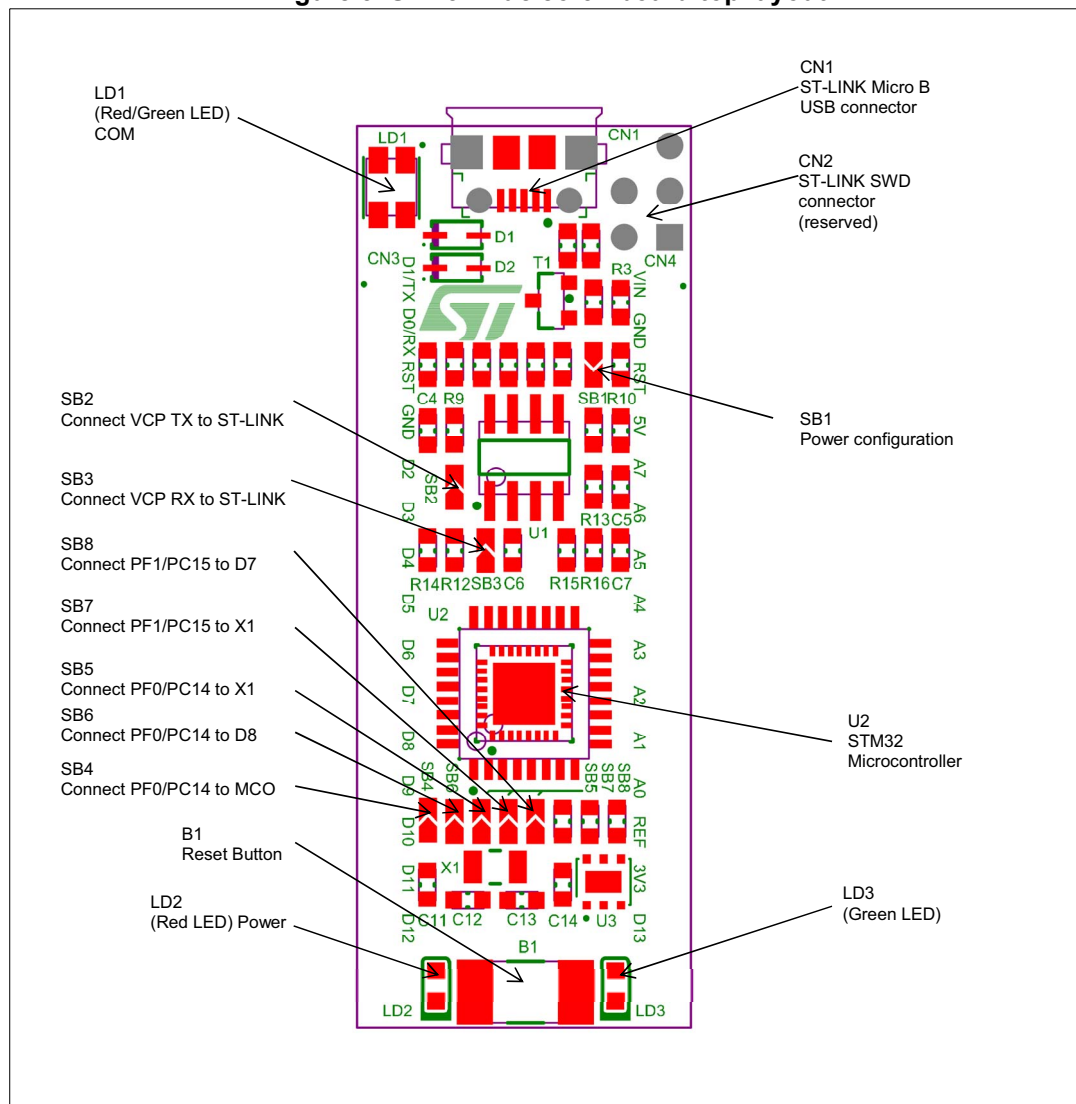 LD1
(Red/Green LED)
COM
CN1
ST-LINK Micro B
USB connector
CN2
ST-LINK SWD
connector
(reserved)
SB1
Power configuration
SB2
Connect VCP TX to ST-LINK
SB3
Connect VCP RX to ST-LINK
SB8
Connect PF1/PC15 to D7
SB7
Connect PF1/PC15 to X1
SB5
Connect PF0/PC14 to X1
SB6
Connect PF0/PC14 to D8
SB4
Connect PF0/PC14 to MCO
B1
Reset Button
LD2
(Red LED) Power
U2
STM32
Microcontroller
LD3
(Green LED)
LD1
CN1
D1
CN3
D2
T1
R3
CN4
ST
C4
R9
SB1
R10
SB2
U1
R13
C5
R14
R12
SB3
C6
R15
R16
C7
U2
SB4
SB6
SB5
SB7
SB8
X1
C11
C12
C13
C14
U3
B1
LD2
LD3
D1/TX
D0/RX
RST
GND
D2
D3
D4
D5
D6
D7
D8
D9
D10
D11
D12
VIN
GND
RST
5V
A7
A6
A5
A4
A3
A2
A1
A0
REF
3V3
D13